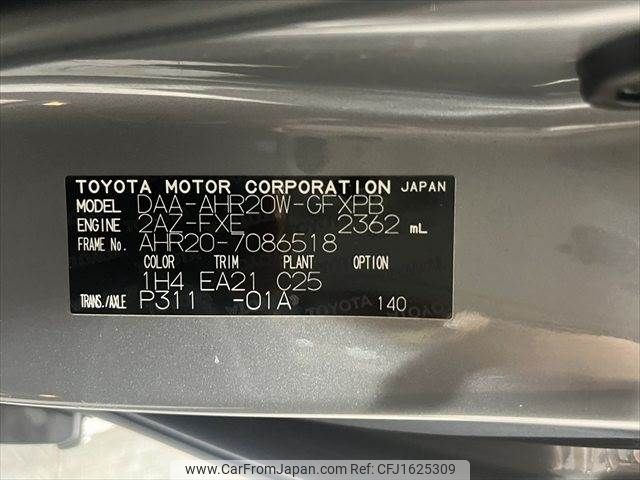 TOYOTA MOTOR CORPORATION JAPAN
MODEL DAA-AHR20W-GFXPB
ENGINE 2AZ-FXE 2362 mL
FRAME No. AHR20-7086518
COLOR TRIM PLANT OPTION
1H4 EA21 C25
TRANS./AXLE P311 -01A 140
www.CarFromJapan.com | Ref No: CFJ1625309